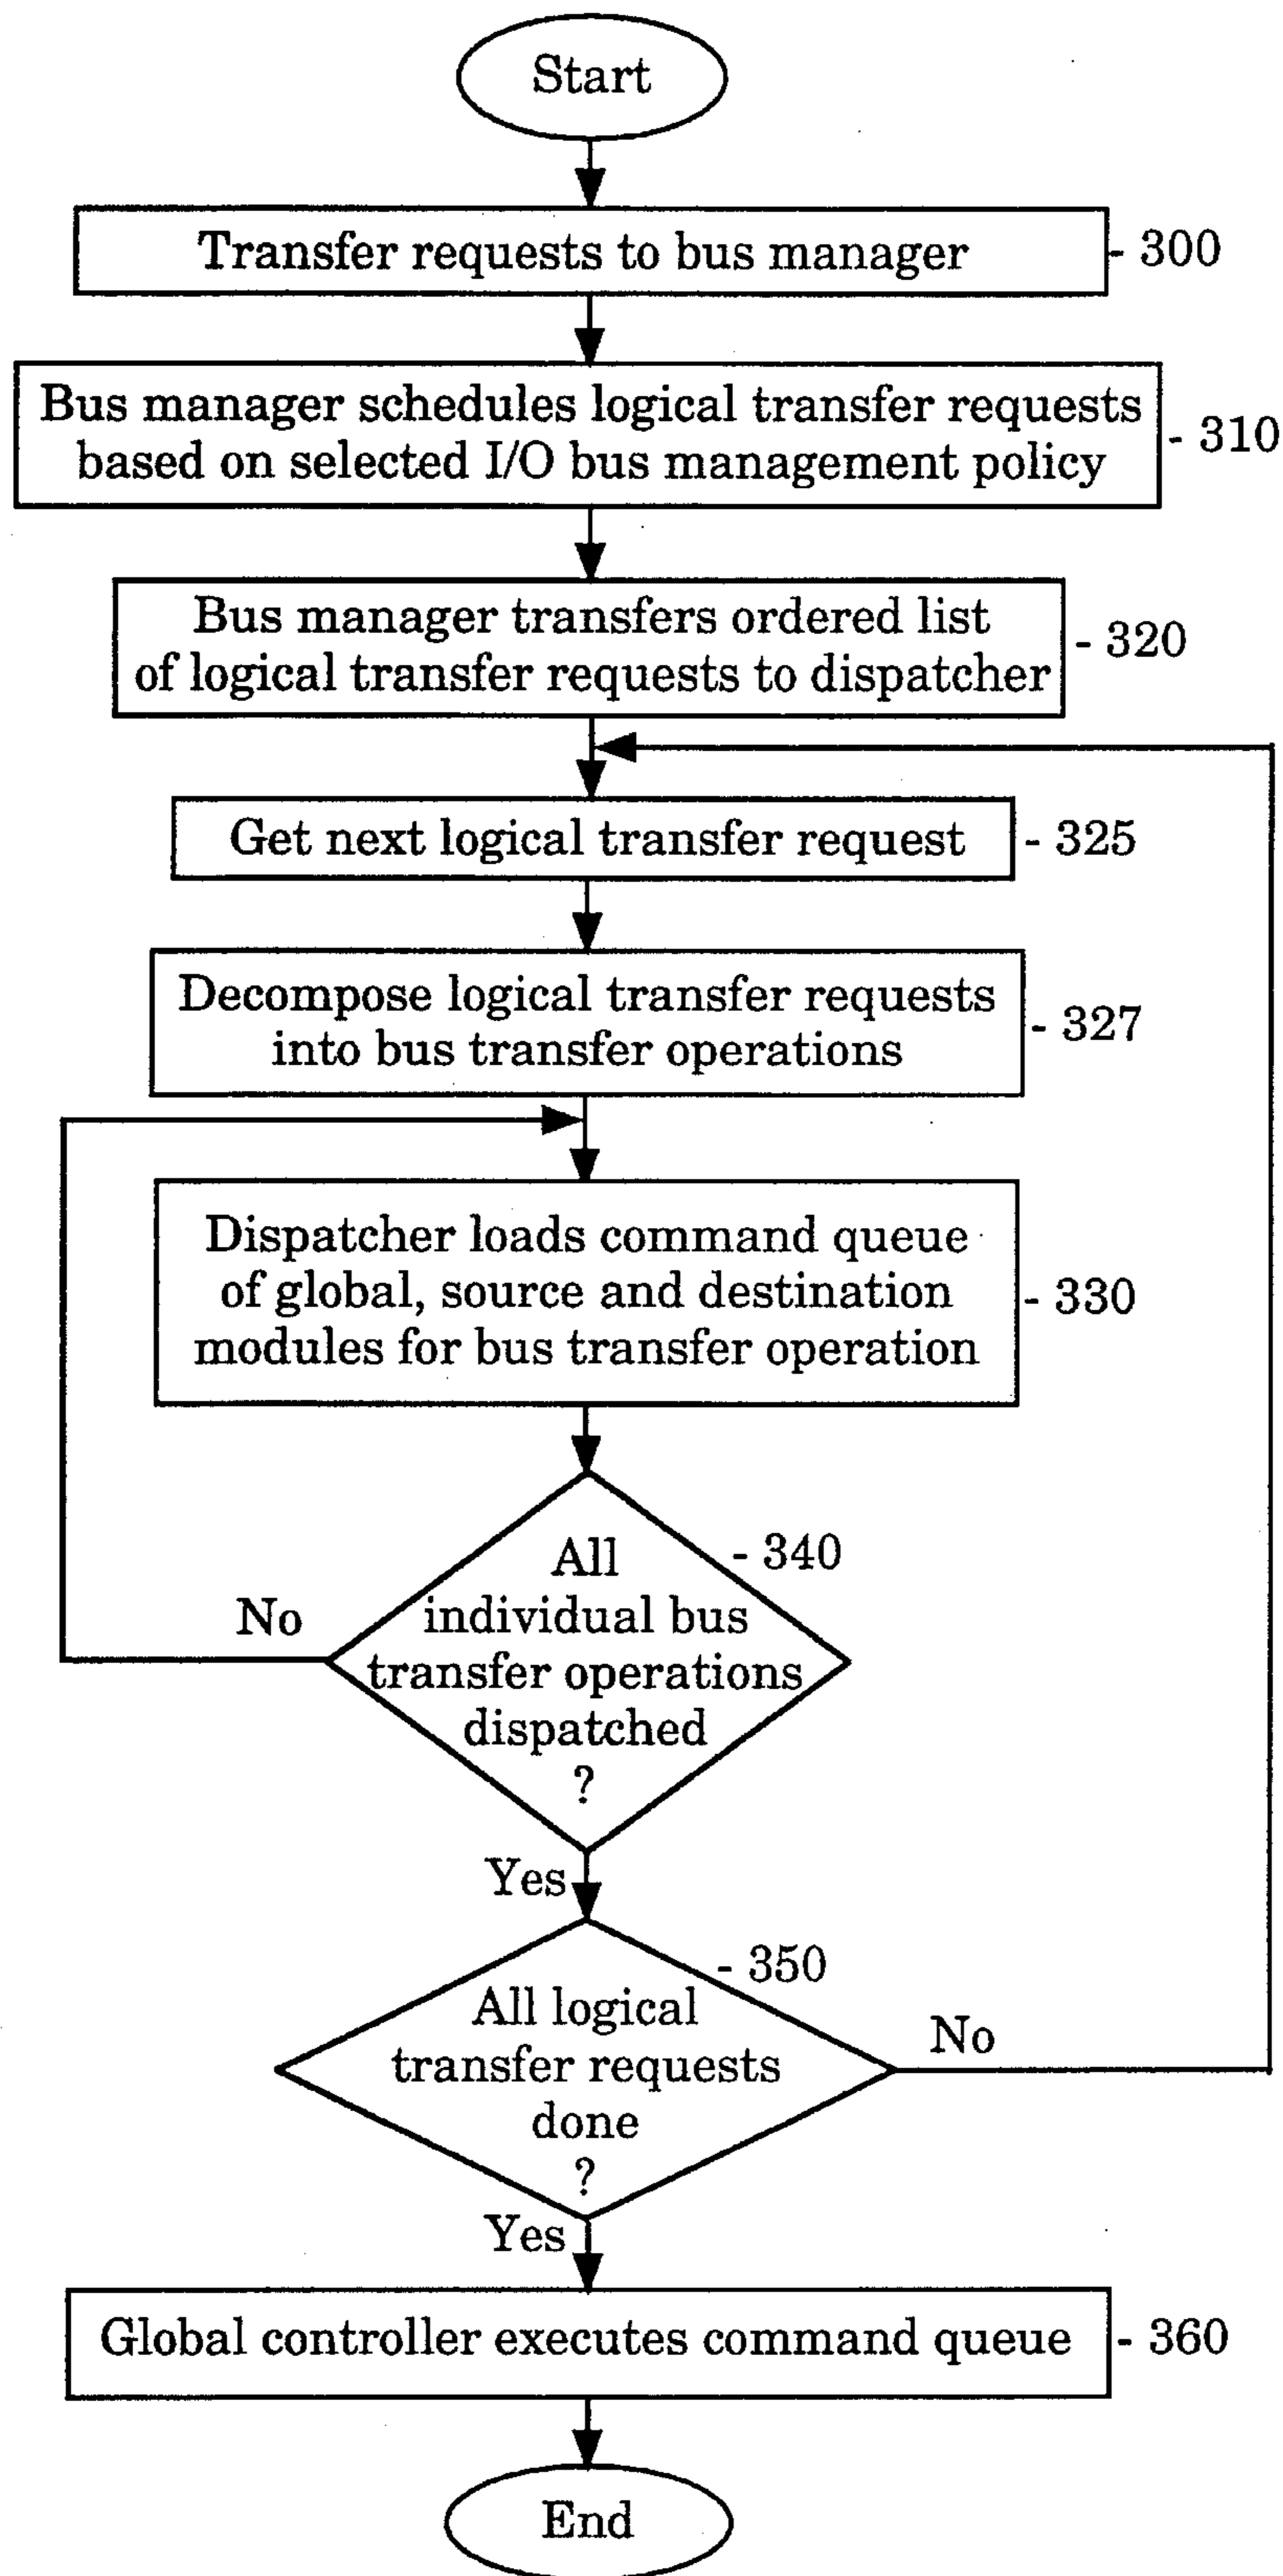 Start
Transfer requests to bus manager
- 300
Bus manager schedules logical transfer requests
based on selected I/O bus management policy
- 310
Bus manager transfers ordered list
of logical transfer requests to dispatcher
- 320
Get next logical transfer request
- 325
Decompose logical transfer requests
into bus transfer operations
- 327
Dispatcher loads command queue
of global, source and destination
modules for bus transfer operation
- 330
All
individual bus
transfer operations
dispatched
?
- 340
No
Yes
All logical
transfer requests
done
?
- 350
No
Yes
Global controller executes command queue
- 360
End